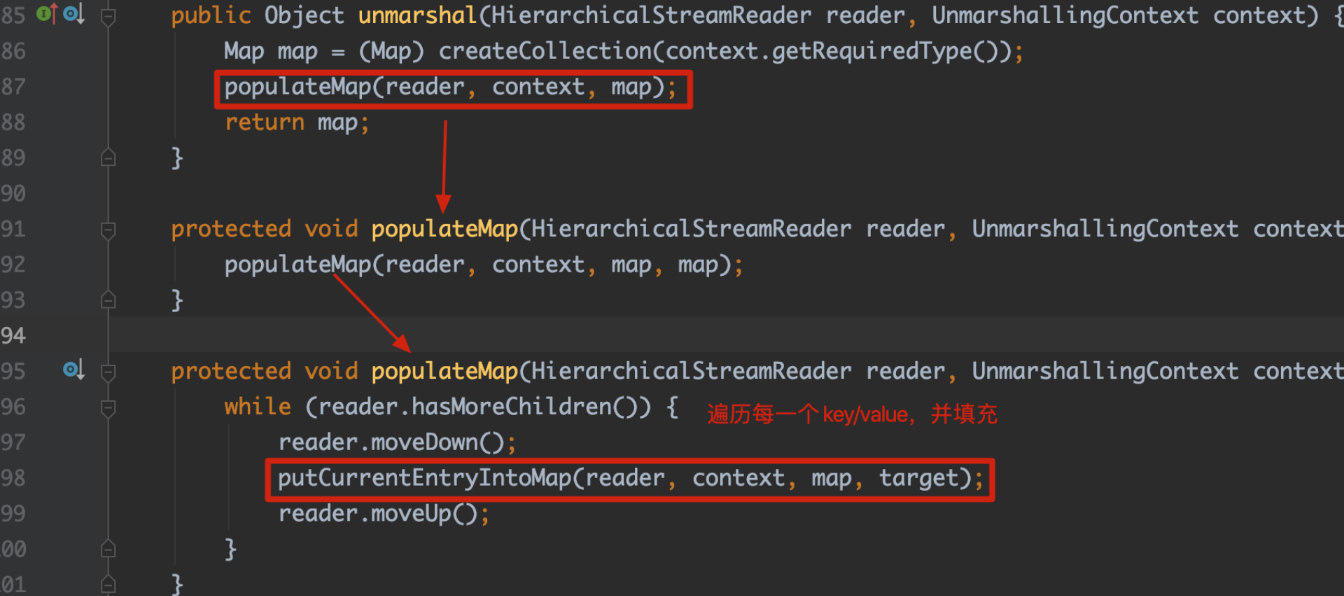 85 public Object unmarshal(HierarchicalStreamReader reader, UnmarshallingContext context) {
86 Map map = (Map) createCollection(context.getRequiredType());
87 populateMap(reader, context, map);
88 return map;
89 }
90
91 protected void populateMap(HierarchicalStreamReader reader, UnmarshallingContext context
92 populateMap(reader, context, map, map);
93 }
94
95 protected void populateMap(HierarchicalStreamReader reader, UnmarshallingContext context
96 while (reader.hasMoreChildren()) { 遍历每一个key/value，并填充
97 reader.moveDown();
98 putCurrentEntryIntoMap(reader, context, map, target);
99 reader.moveUp();
00 }
01 }